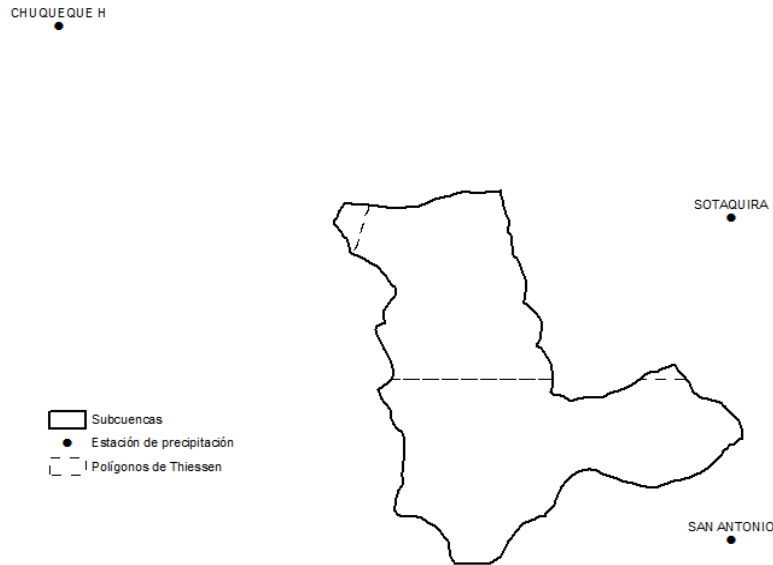 CHUQUEQUE H
SOTAQUIRA
Subcuencas
Estación de precipitación
Polígonos de Thiessen
SAN ANTONIO